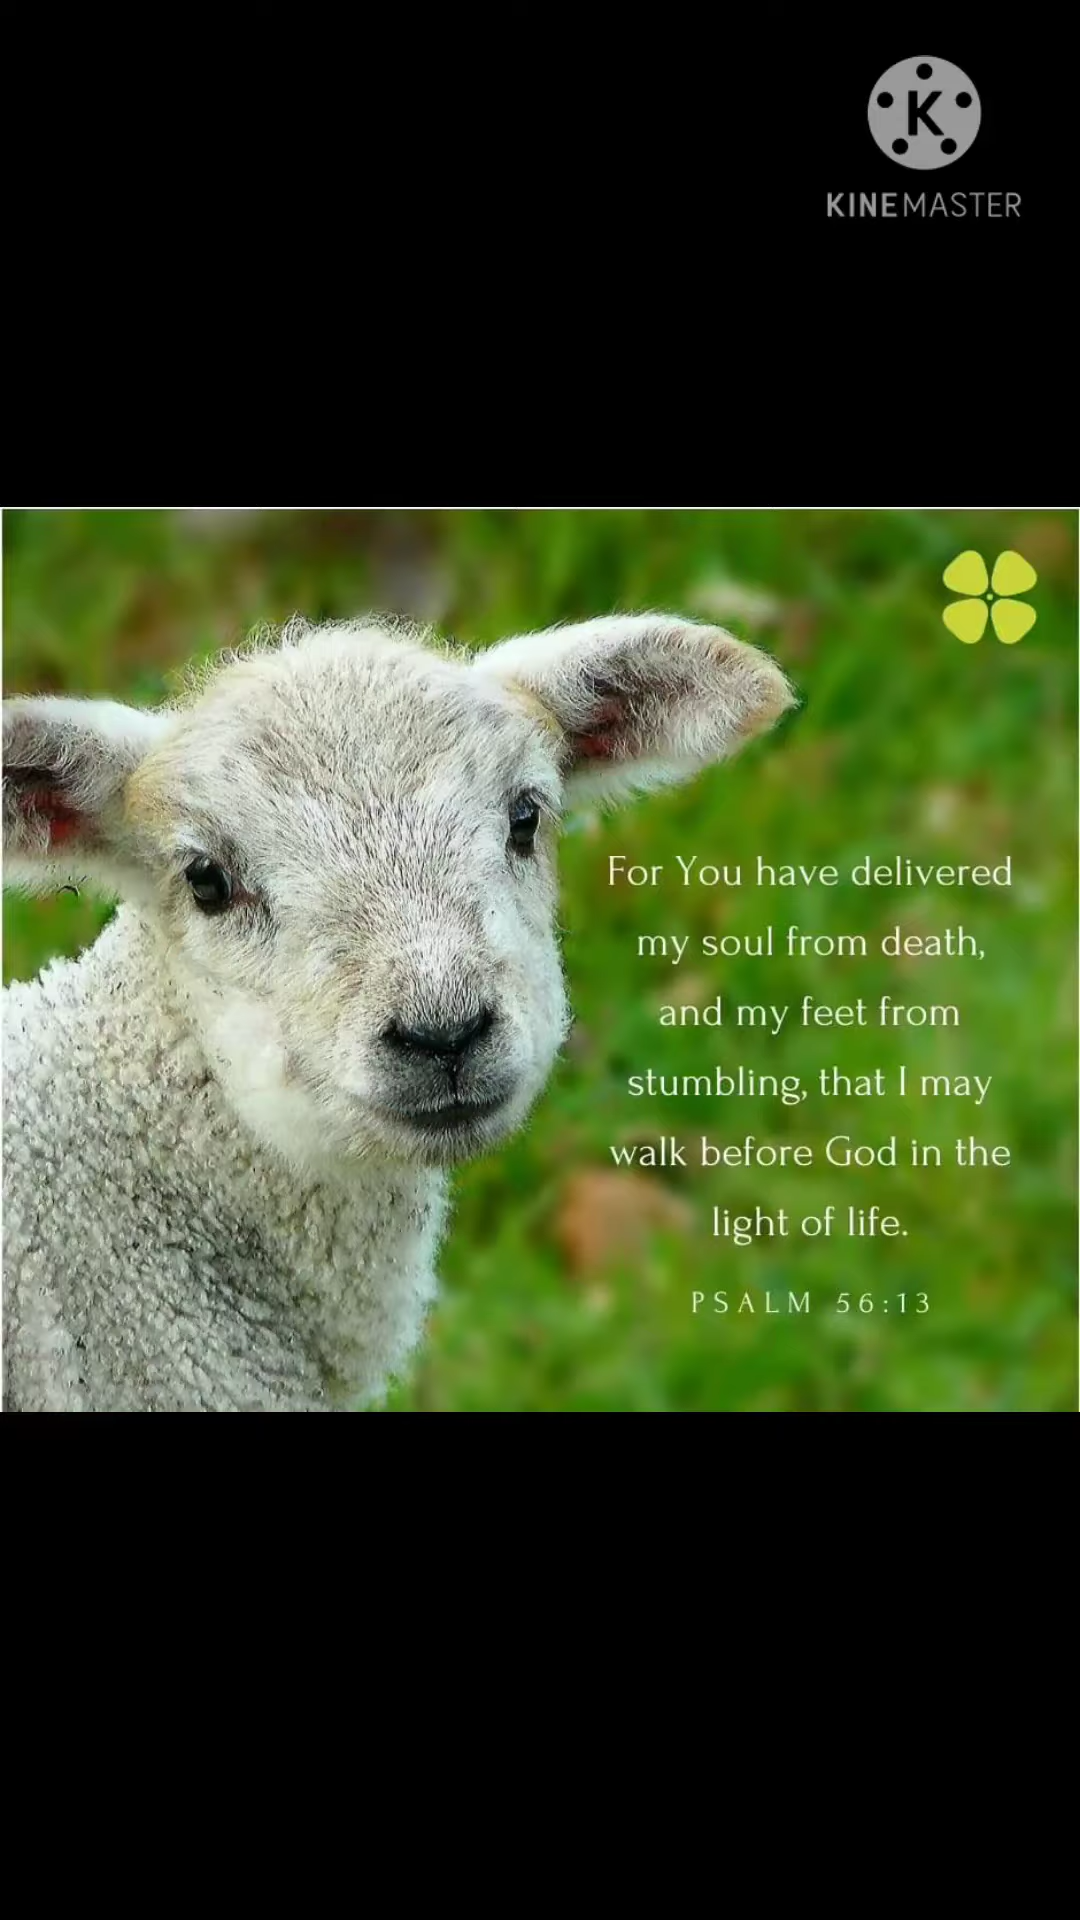 K
KINEMASTER
For You have delivered
my soul from death,
and my feet from
stumbling, that I may
walk before God in the
light of life.
PSALM 56:13